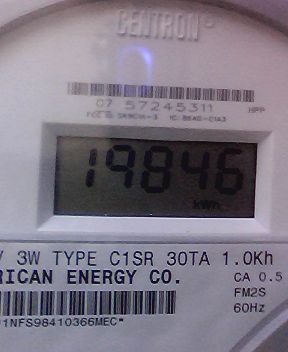 CENTRON
07 57245311 HPP
19846
kWh
V 3W TYPE C1SR 30TA 1.0Kh
RICAN ENERGY CO. CA 0.5
FM2S
60Hz
1NFS98410366MEC*